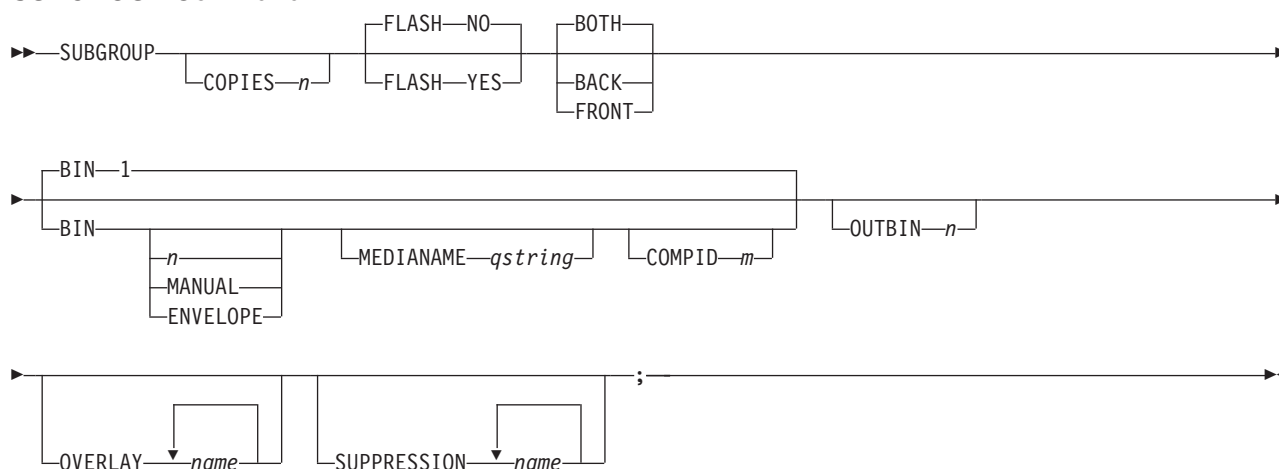 FLASH NO BOTH
SUBGROUP
COPIES n FLASH YES BACK
FRONT
BIN 1
BIN OUTBIN n
n MEDIANAME qstring COMPID m
MANUAL
ENVELOPE
;
OVERLAY name SUPPRESSION name